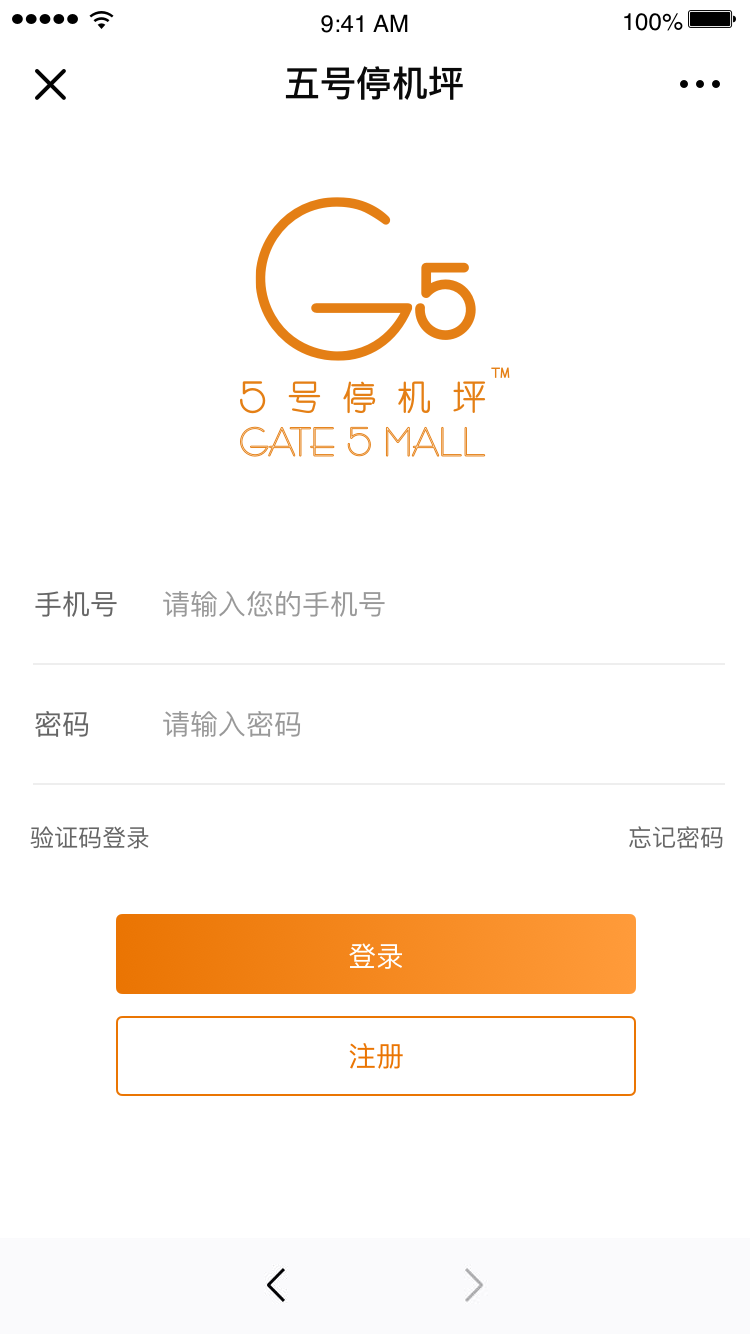 9:41 AM
100%
五号停机坪
G5
5号停机坪™
GATE 5 MALL
手机号 请输入您的手机号
密码 请输入密码
验证码登录 忘记密码
登录
注册